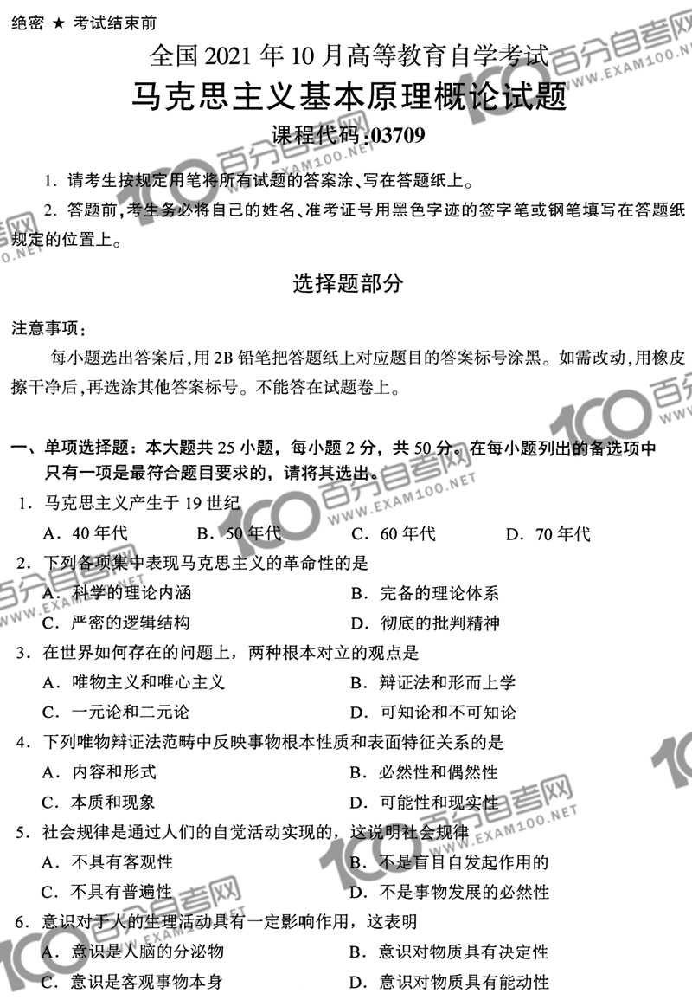 绝密 ★ 考试结束前
全国 2021 年 10 月高等教育自学考试
马克思主义基本原理概论试题
课程代码:03709
1. 请考生按规定用笔将所有试题的答案涂、写在答题纸上。
2. 答题前,考生务必将自己的姓名、准考证号用黑色字迹的签字笔或钢笔填写在答题纸
规定的位置上。
选择题部分
注意事项:
每小题选出答案后,用 2B 铅笔把答题纸上对应题目的答案标号涂黑。如需改动,用橡皮
擦干净后,再选涂其他答案标号。不能答在试题卷上。
一、单项选择题：本大题共 25 小题，每小题 2 分，共 50 分。在每小题列出的备选项中
只有一项是最符合题目要求的，请将其选出。
1．马克思主义产生于 19 世纪
A．40 年代 B．50 年代 C．60 年代 D．70 年代
2．下列各项集中表现马克思主义的革命性的是
A．科学的理论内涵 B．完备的理论体系
C．严密的逻辑结构 D．彻底的批判精神
3．在世界如何存在的问题上，两种根本对立的观点是
A．唯物主义和唯心主义 B．辩证法和形而上学
C．一元论和二元论 D．可知论和不可知论
4．下列唯物辩证法范畴中反映事物根本性质和表面特征关系的是
A．内容和形式 B．必然性和偶然性
C．本质和现象 D．可能性和现实性
5．社会规律是通过人们的自觉活动实现的，这说明社会规律
A．不具有客观性 B．不是盲目自发起作用的
C．不具有普遍性 D．不是事物发展的必然性
6．意识对于人的生理活动具有一定影响作用，这表明
A．意识是人脑的分泌物 B．意识对物质具有决定性
C．意识是客观事物本身 D．意识对物质具有能动性
100 百分自考网
WWW.EXAM100.NET